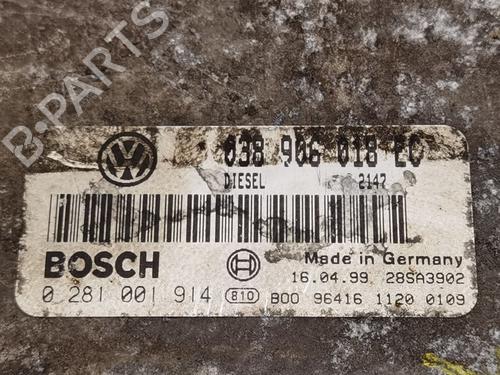 B-PARTS
038 906 018 EC
DIESEL 2147
BOSCH
Made in Germany
16.04.99 28SA3902
0 281 001 914 810 B00 96416 1120 0109